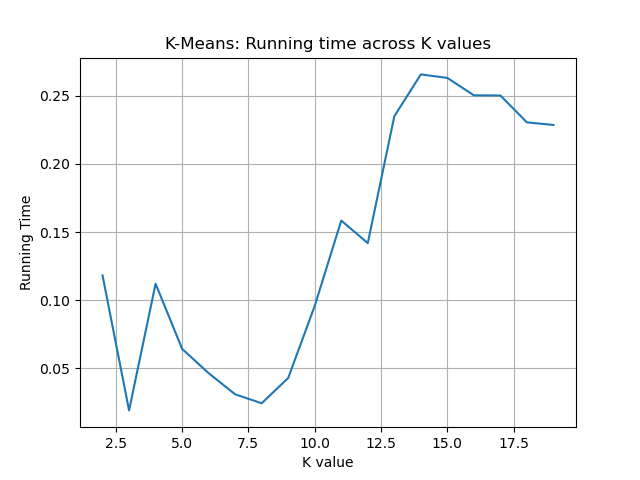 K-Means: Running time across K values
Running Time
0.25
0.20
0.15
0.10
0.05
2.5 5.0 7.5 10.0 12.5 15.0 17.5
K value